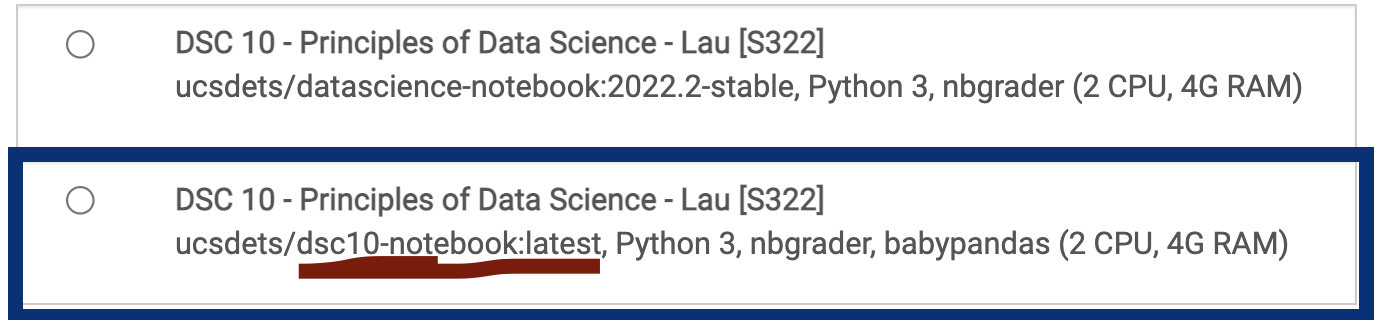 DSC 10 - Principles of Data Science - Lau [S322]
ucsdets/datascience-notebook:2022.2-stable, Python 3, nbgrader (2 CPU, 4G RAM)
DSC 10 - Principles of Data Science - Lau [S322]
ucsdets/dsc10-notebook:latest, Python 3, nbgrader, babypandas (2 CPU, 4G RAM)